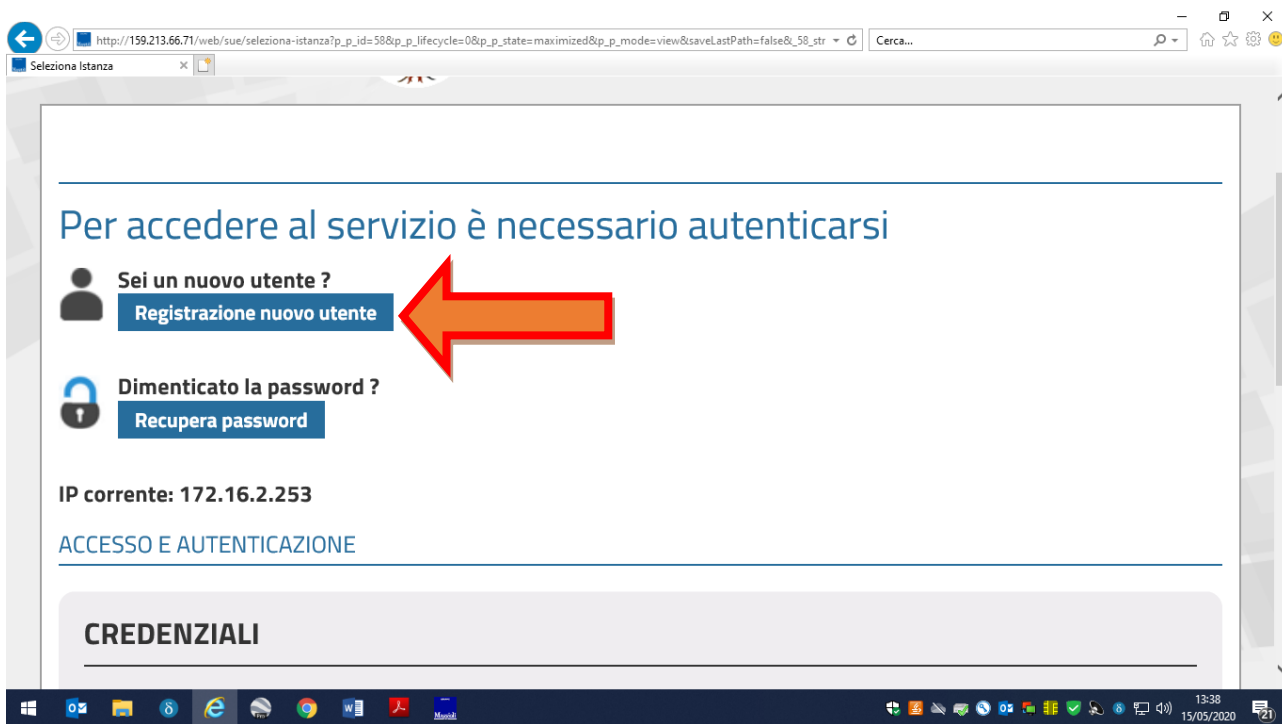 http://159.213.66.71/web/sue/seleziona-istanza?p_p_id=58&p_p_lifecycle=0&p_p_state=maximized&p_p_mode=view&saveLastPath=false&_58_str
Cerca...
Seleziona Istanza
Per accedere al servizio è necessario autenticarsi
Sei un nuovo utente ?
Registrazione nuovo utente
Dimenticato la password ?
Recupera password
IP corrente: 172.16.2.253
ACCESSO E AUTENTICAZIONE
CREDENZIALI
13:38
15/05/2020
21